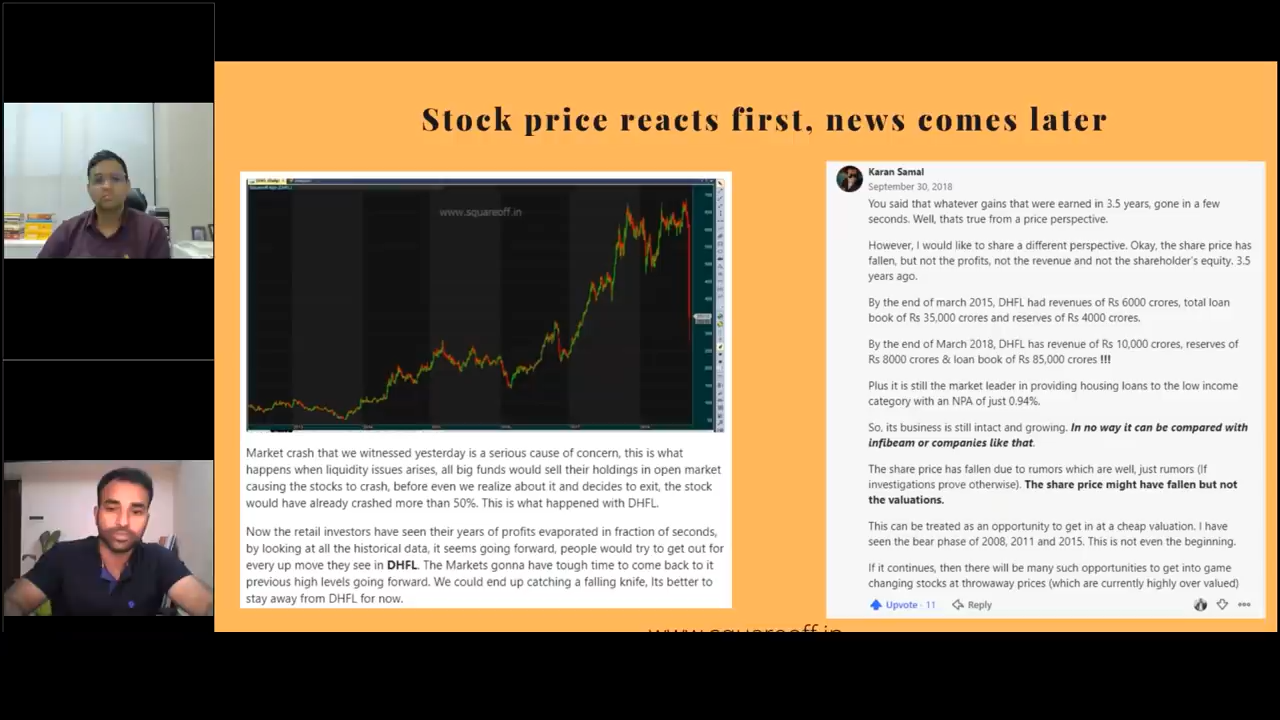 Stock price reacts first, news comes later
www.squareoff.in
Market crash that we witnessed yesterday is a serious cause of concern, this is what
happens when liquidity issues arises, all big funds would sell their holdings in open market
causing the stocks to crash, before even we realize about it and decides to exit, the stock
would have already crashed more than 50%. This is what happened with DHFL.
Now the retail investors have seen their years of profits evaporated in fraction of seconds,
by looking at all the historical data, it seems going forward, people would try to get out for
every up move they see in DHFL. The Markets gonna have tough time to come back to it
previous high levels going forward. We could end up catching a falling knife, Its better to
stay away from DHFL for now.
Karan Samal
September 30, 2018
You said that whatever gains that were earned in 3.5 years, gone in a few
seconds. Well, thats true from a price perspective.
However, I would like to share a different perspective. Okay, the share price has
fallen, but not the profits, not the revenue and not the shareholder's equity. 3.5
years ago.
By the end of march 2015, DHFL had revenues of Rs 6000 crores, total loan
book of Rs 35,000 crores and reserves of Rs 4000 crores.
By the end of March 2018, DHFL has revenue of Rs 10,000 crores, reserves of
Rs 8000 crores & loan book of Rs 85,000 crores !!!
Plus it is still the market leader in providing housing loans to the low income
category with an NPA of just 0.94%.
So, its business is still intact and growing. In no way it can be compared with
infibeam or companies like that.
The share price has fallen due to rumors which are well, just rumors (If
investigations prove otherwise). The share price might have fallen but not
the valuations.
This can be treated as an opportunity to get in at a cheap valuation. I have
seen the bear phase of 2008, 2011 and 2015. This is not even the beginning.
If it continues, then there will be many such opportunities to get into game
changing stocks at throwaway prices (which are currently highly over valued)
Upvote · 11 Reply
www.squareoff.in